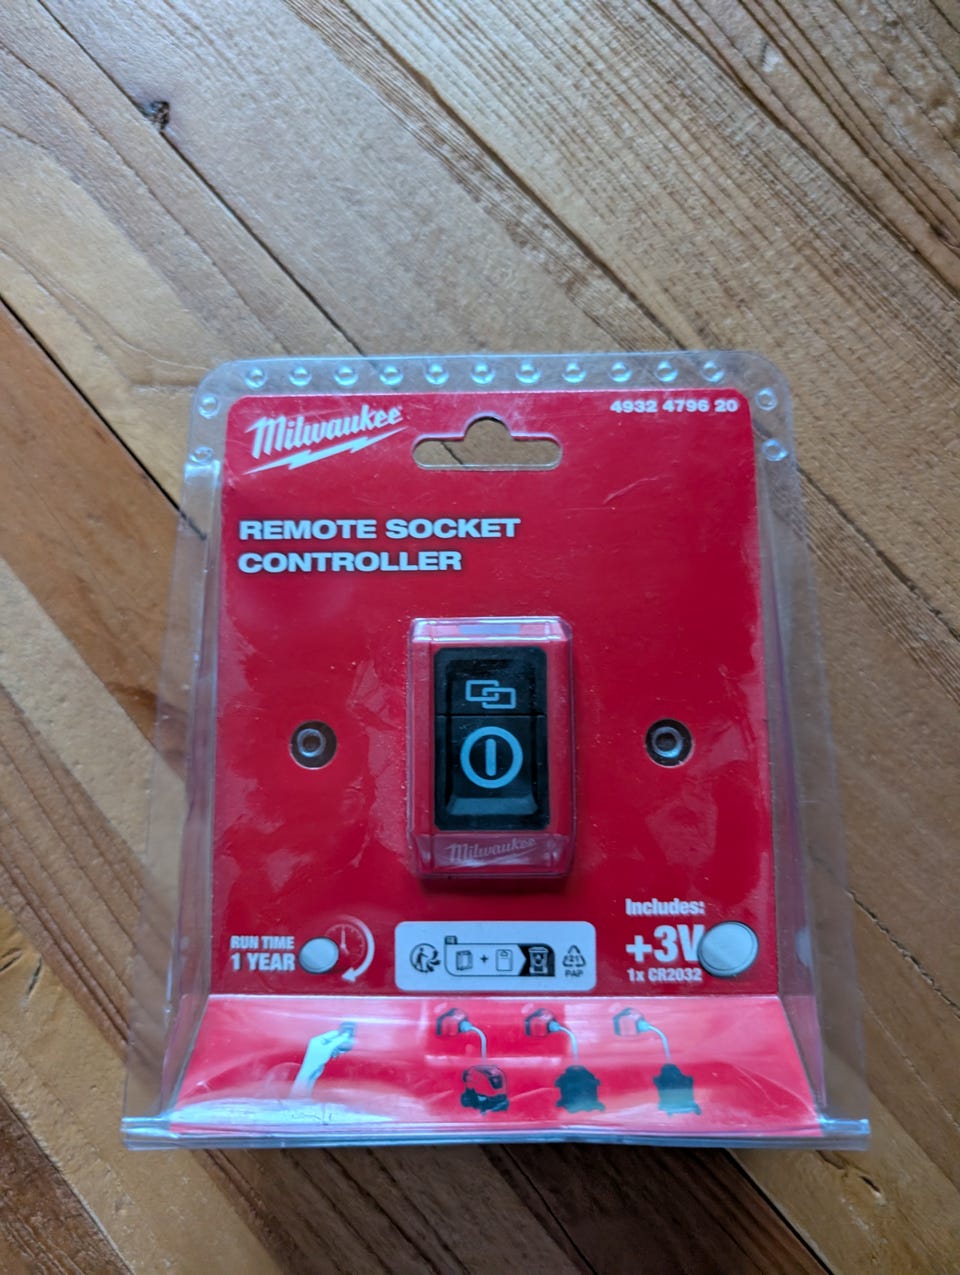 Milwaukee
4932 4796 20
REMOTE SOCKET
CONTROLLER
Milwaukee
RUN TIME
1 YEAR
+
21
PAP
Includes:
+3V
1x CR2032